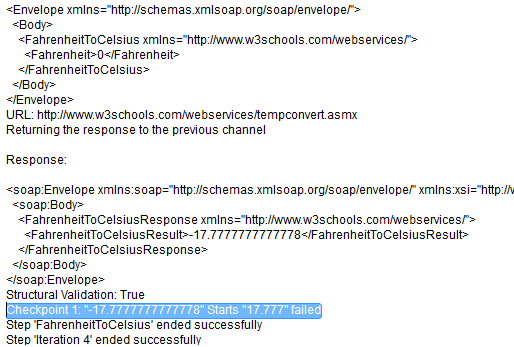 <Envelope xmlns="http://schemas.xmlsoap.org/soap/envelope/">
<Body>
<FahrenheitToCelsius xmlns="http://www.w3schools.com/webservices/">
<Fahrenheit>0</Fahrenheit>
</FahrenheitToCelsius>
</Body>
</Envelope>
URL: http://www.w3schools.com/webservices/tempconvert.asmx
Returning the response to the previous channel
Response:
<soap:Envelope xmlns:soap="http://schemas.xmlsoap.org/soap/envelope/" xmlns:xsi="http://w
<soap:Body>
<FahrenheitToCelsiusResponse xmlns="http://www.w3schools.com/webservices/">
<FahrenheitToCelsiusResult>-17.7777777777778</FahrenheitToCelsiusResult>
</FahrenheitToCelsiusResponse>
</soap:Body>
</soap:Envelope>
Structural Validation: True
Checkpoint 1: "-17.7777777777778" Starts "17.777" failed
Step 'FahrenheitToCelsius' ended successfully
Step 'Iteration 4' ended successfully